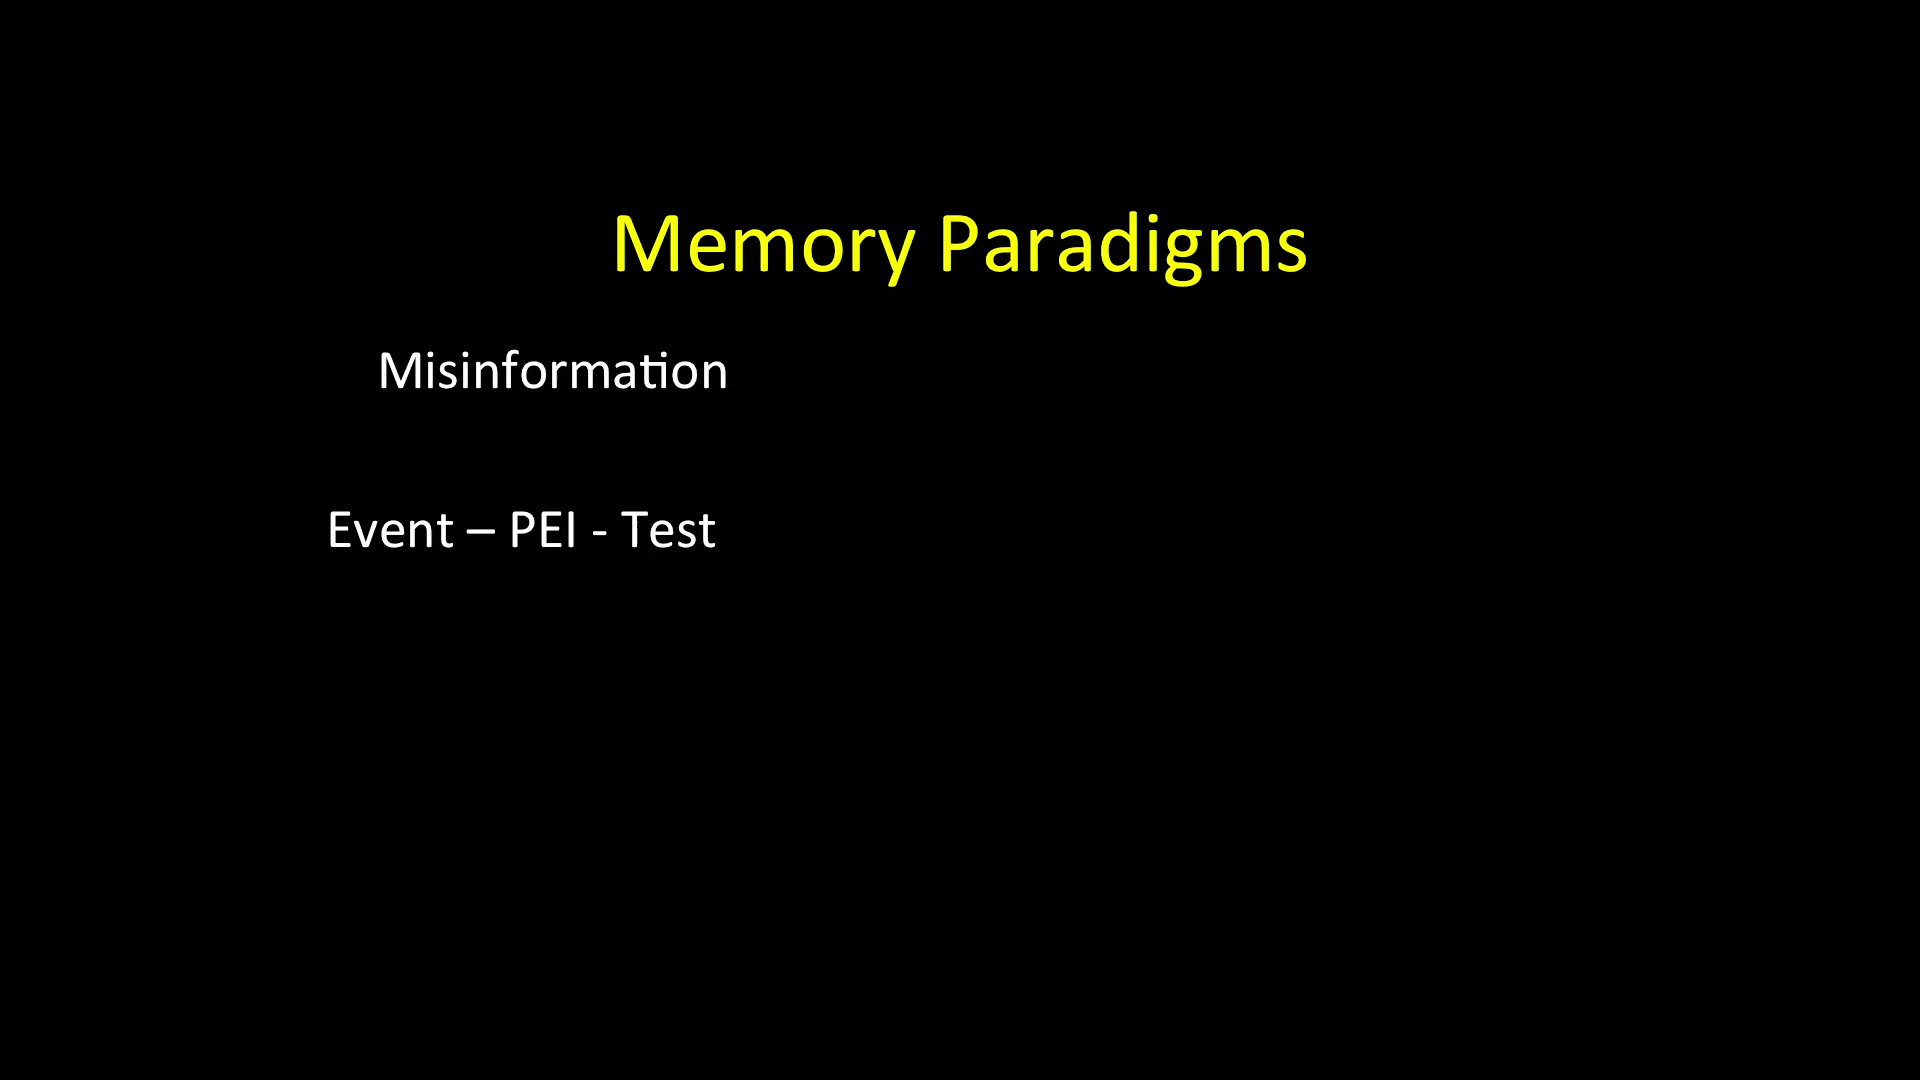 Memory Paradigms
Misinformation
Event – PEI - Test